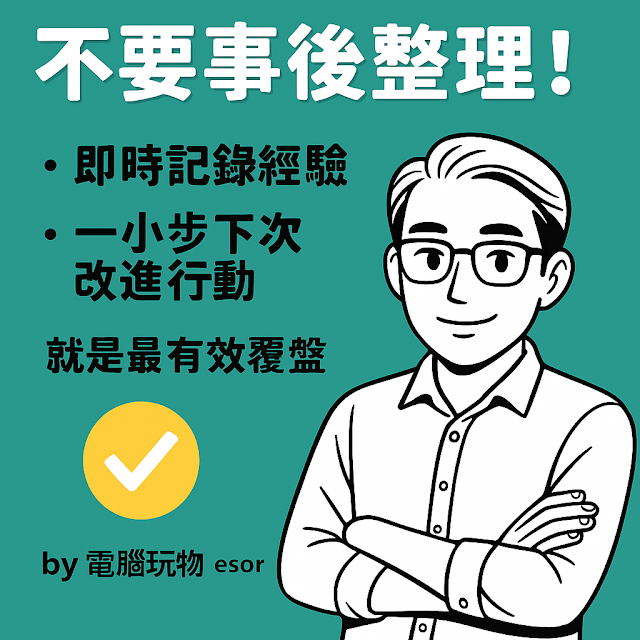 不要事後整理！
• 即時記錄經驗
• 一小步下次
改進行動
就是最有效覆盤
by 電腦玩物 esor